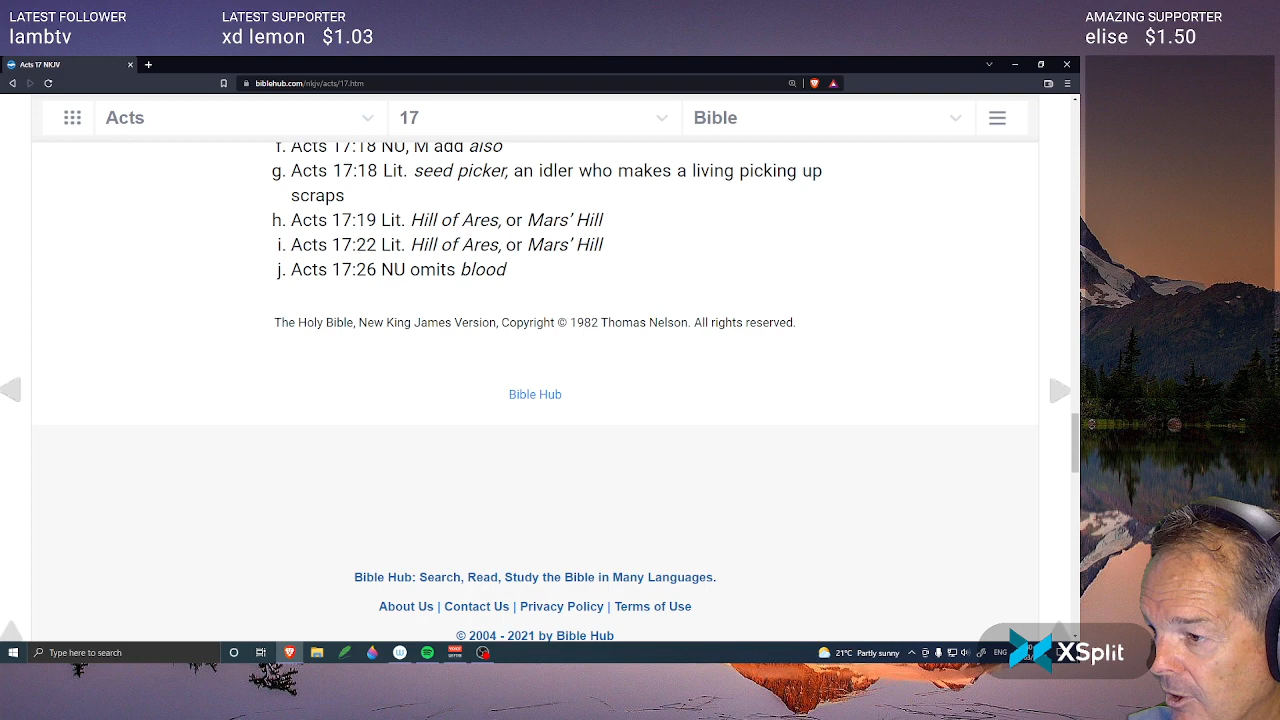 LATEST FOLLOWER
lambtv
LATEST SUPPORTER
xd lemon $1.03
AMAZING SUPPORTER
elise $1.50
Acts 17 NKJV
biblehub.com/nkjv/acts/17.htm
Acts
17
Bible
f. Acts 17:18 NU, M add also
g. Acts 17:18 Lit. seed picker, an idler who makes a living picking up
scraps
h. Acts 17:19 Lit. Hill of Ares, or Mars’ Hill
i. Acts 17:22 Lit. Hill of Ares, or Mars’ Hill
j. Acts 17:26 NU omits blood
The Holy Bible, New King James Version, Copyright © 1982 Thomas Nelson. All rights reserved.
Bible Hub
Bible Hub: Search, Read, Study the Bible in Many Languages.
About Us | Contact Us | Privacy Policy | Terms of Use
© 2004 - 2021 by Bible Hub
Type here to search
21°C Partly sunny
ENG
XSplit